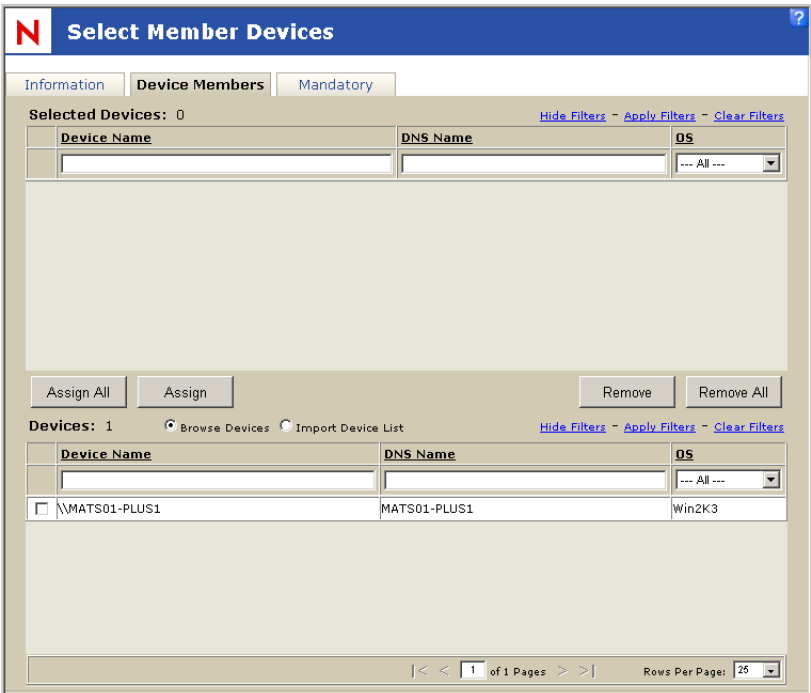 N Select Member Devices ?
Information Device Members Mandatory
Selected Devices: 0 Hide Filters - Apply Filters - Clear Filters
Device Name DNS Name OS
--- All ---
Assign All Assign Remove Remove All
Devices: 1 Browse Devices Import Device List Hide Filters - Apply Filters - Clear Filters
Device Name DNS Name OS
--- All ---
\\MATS01-PLUS1 MATS01-PLUS1 Win2K3
|< < 1 of 1 Pages > >| Rows Per Page: 25